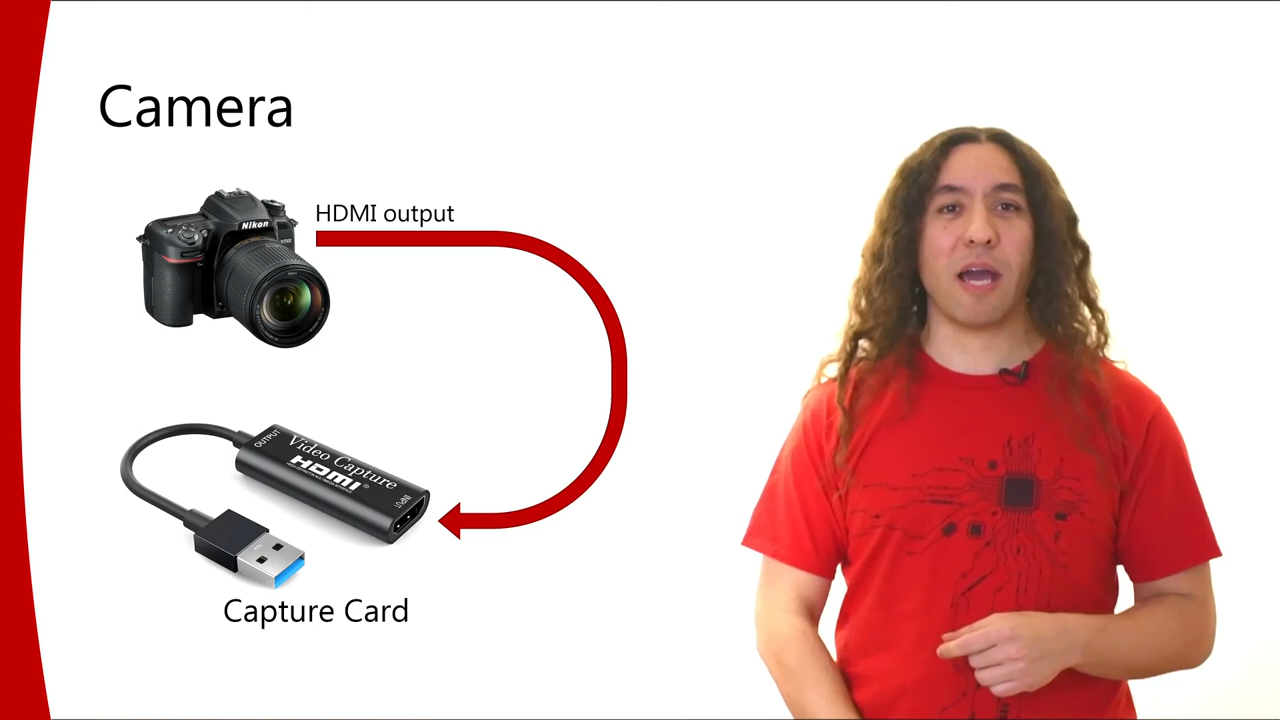 Camera
HDMI output
Nikon
OUTPUT
Video Capture
HDMI
INPUT
Capture Card